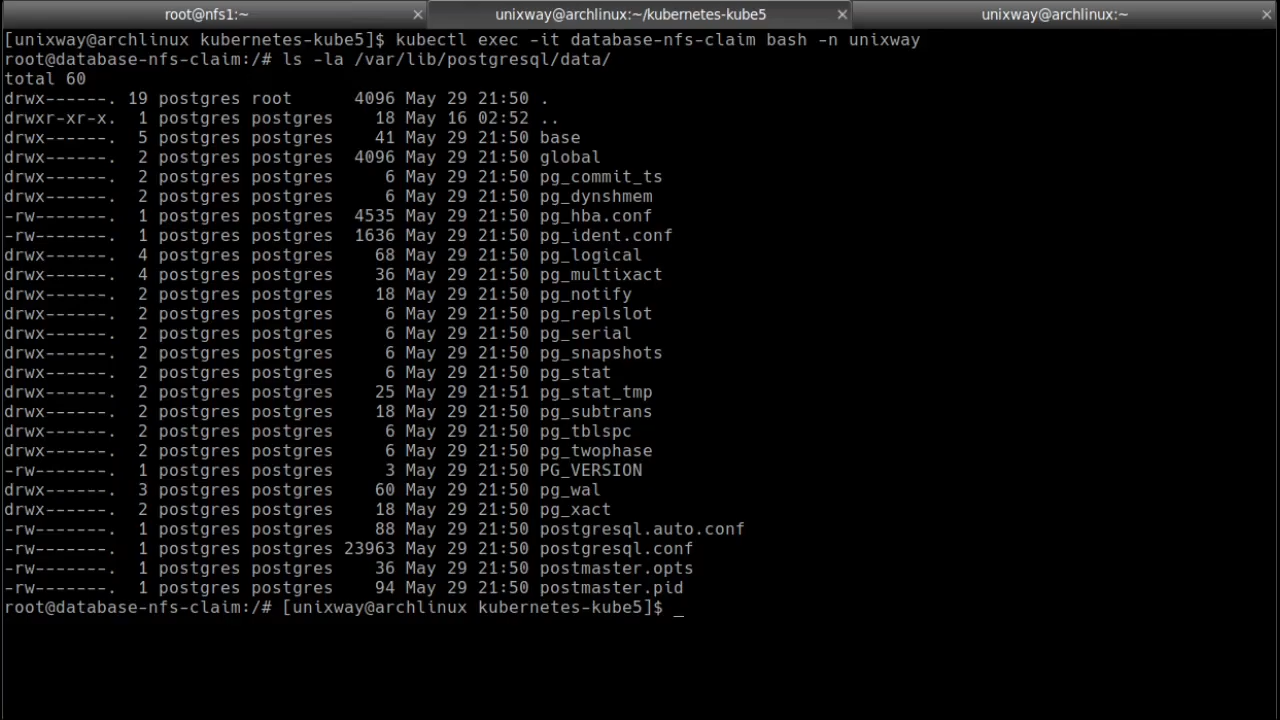 root@nfs1:~ × unixway@archlinux:~/kubernetes-kube5 × unixway@archlinux:~ ×
[unixway@archlinux kubernetes-kube5]$ kubectl exec -it database-nfs-claim bash -n unixway
root@database-nfs-claim:/# ls -la /var/lib/postgresql/data/
total 60
drwx------. 19 postgres root      4096 May 29 21:50 .
drwxr-xr-x.  1 postgres postgres    18 May 16 02:52 ..
drwx------.  5 postgres postgres    41 May 29 21:50 base
drwx------.  2 postgres postgres  4096 May 29 21:50 global
drwx------.  2 postgres postgres     6 May 29 21:50 pg_commit_ts
drwx------.  2 postgres postgres     6 May 29 21:50 pg_dynshmem
-rw-------.  1 postgres postgres  4535 May 29 21:50 pg_hba.conf
-rw-------.  1 postgres postgres  1636 May 29 21:50 pg_ident.conf
drwx------.  4 postgres postgres    68 May 29 21:50 pg_logical
drwx------.  4 postgres postgres    36 May 29 21:50 pg_multixact
drwx------.  2 postgres postgres    18 May 29 21:50 pg_notify
drwx------.  2 postgres postgres     6 May 29 21:50 pg_replslot
drwx------.  2 postgres postgres     6 May 29 21:50 pg_serial
drwx------.  2 postgres postgres     6 May 29 21:50 pg_snapshots
drwx------.  2 postgres postgres     6 May 29 21:50 pg_stat
drwx------.  2 postgres postgres    25 May 29 21:51 pg_stat_tmp
drwx------.  2 postgres postgres    18 May 29 21:50 pg_subtrans
drwx------.  2 postgres postgres     6 May 29 21:50 pg_tblspc
drwx------.  2 postgres postgres     6 May 29 21:50 pg_twophase
-rw-------.  1 postgres postgres     3 May 29 21:50 PG_VERSION
drwx------.  3 postgres postgres    60 May 29 21:50 pg_wal
drwx------.  2 postgres postgres    18 May 29 21:50 pg_xact
-rw-------.  1 postgres postgres    88 May 29 21:50 postgresql.auto.conf
-rw-------.  1 postgres postgres 23963 May 29 21:50 postgresql.conf
-rw-------.  1 postgres postgres    36 May 29 21:50 postmaster.opts
-rw-------.  1 postgres postgres    94 May 29 21:50 postmaster.pid
root@database-nfs-claim:/# [unixway@archlinux kubernetes-kube5]$ _